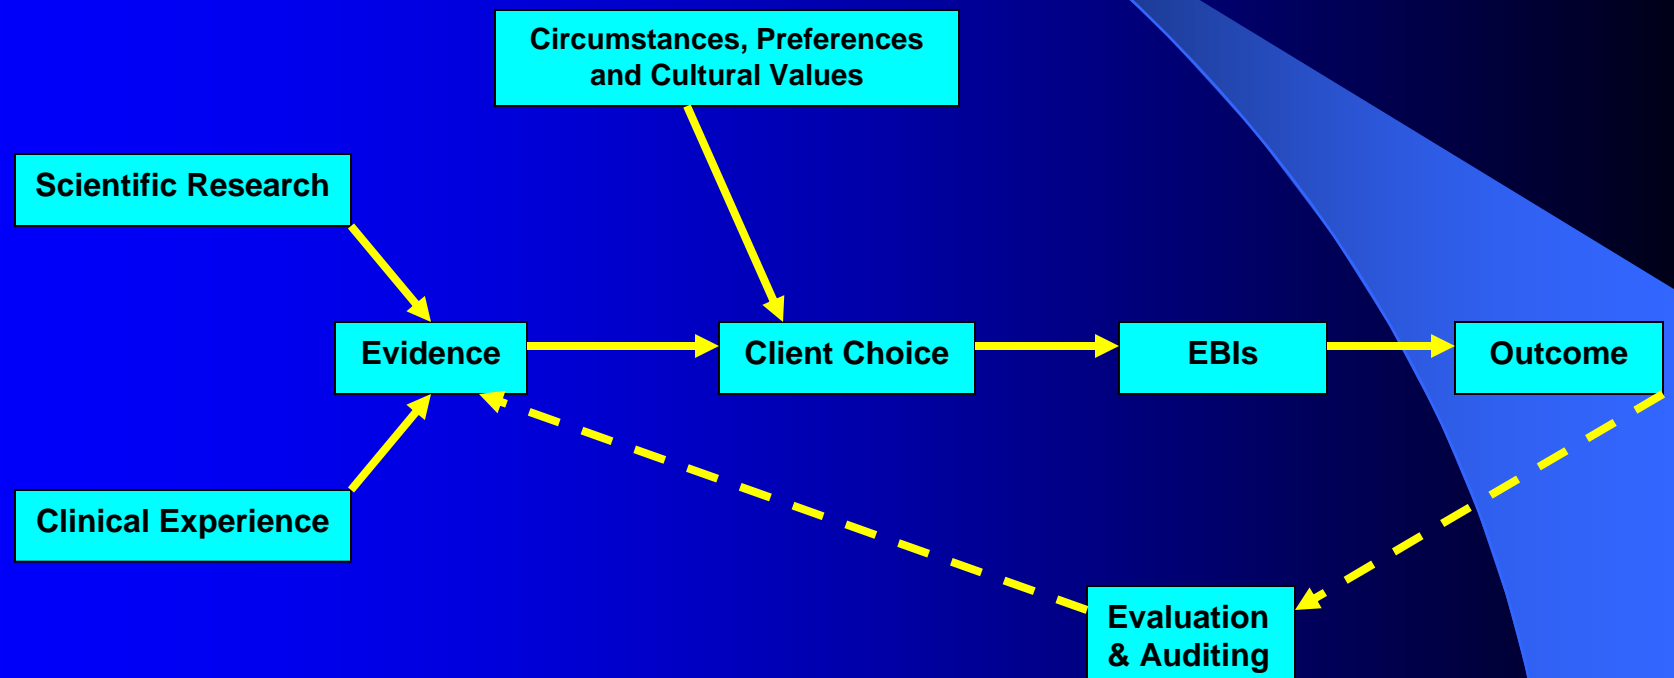 Circumstances, Preferences
and Cultural Values
Scientific Research
Evidence
Client Choice
EBIs
Outcome
Clinical Experience
Evaluation
& Auditing